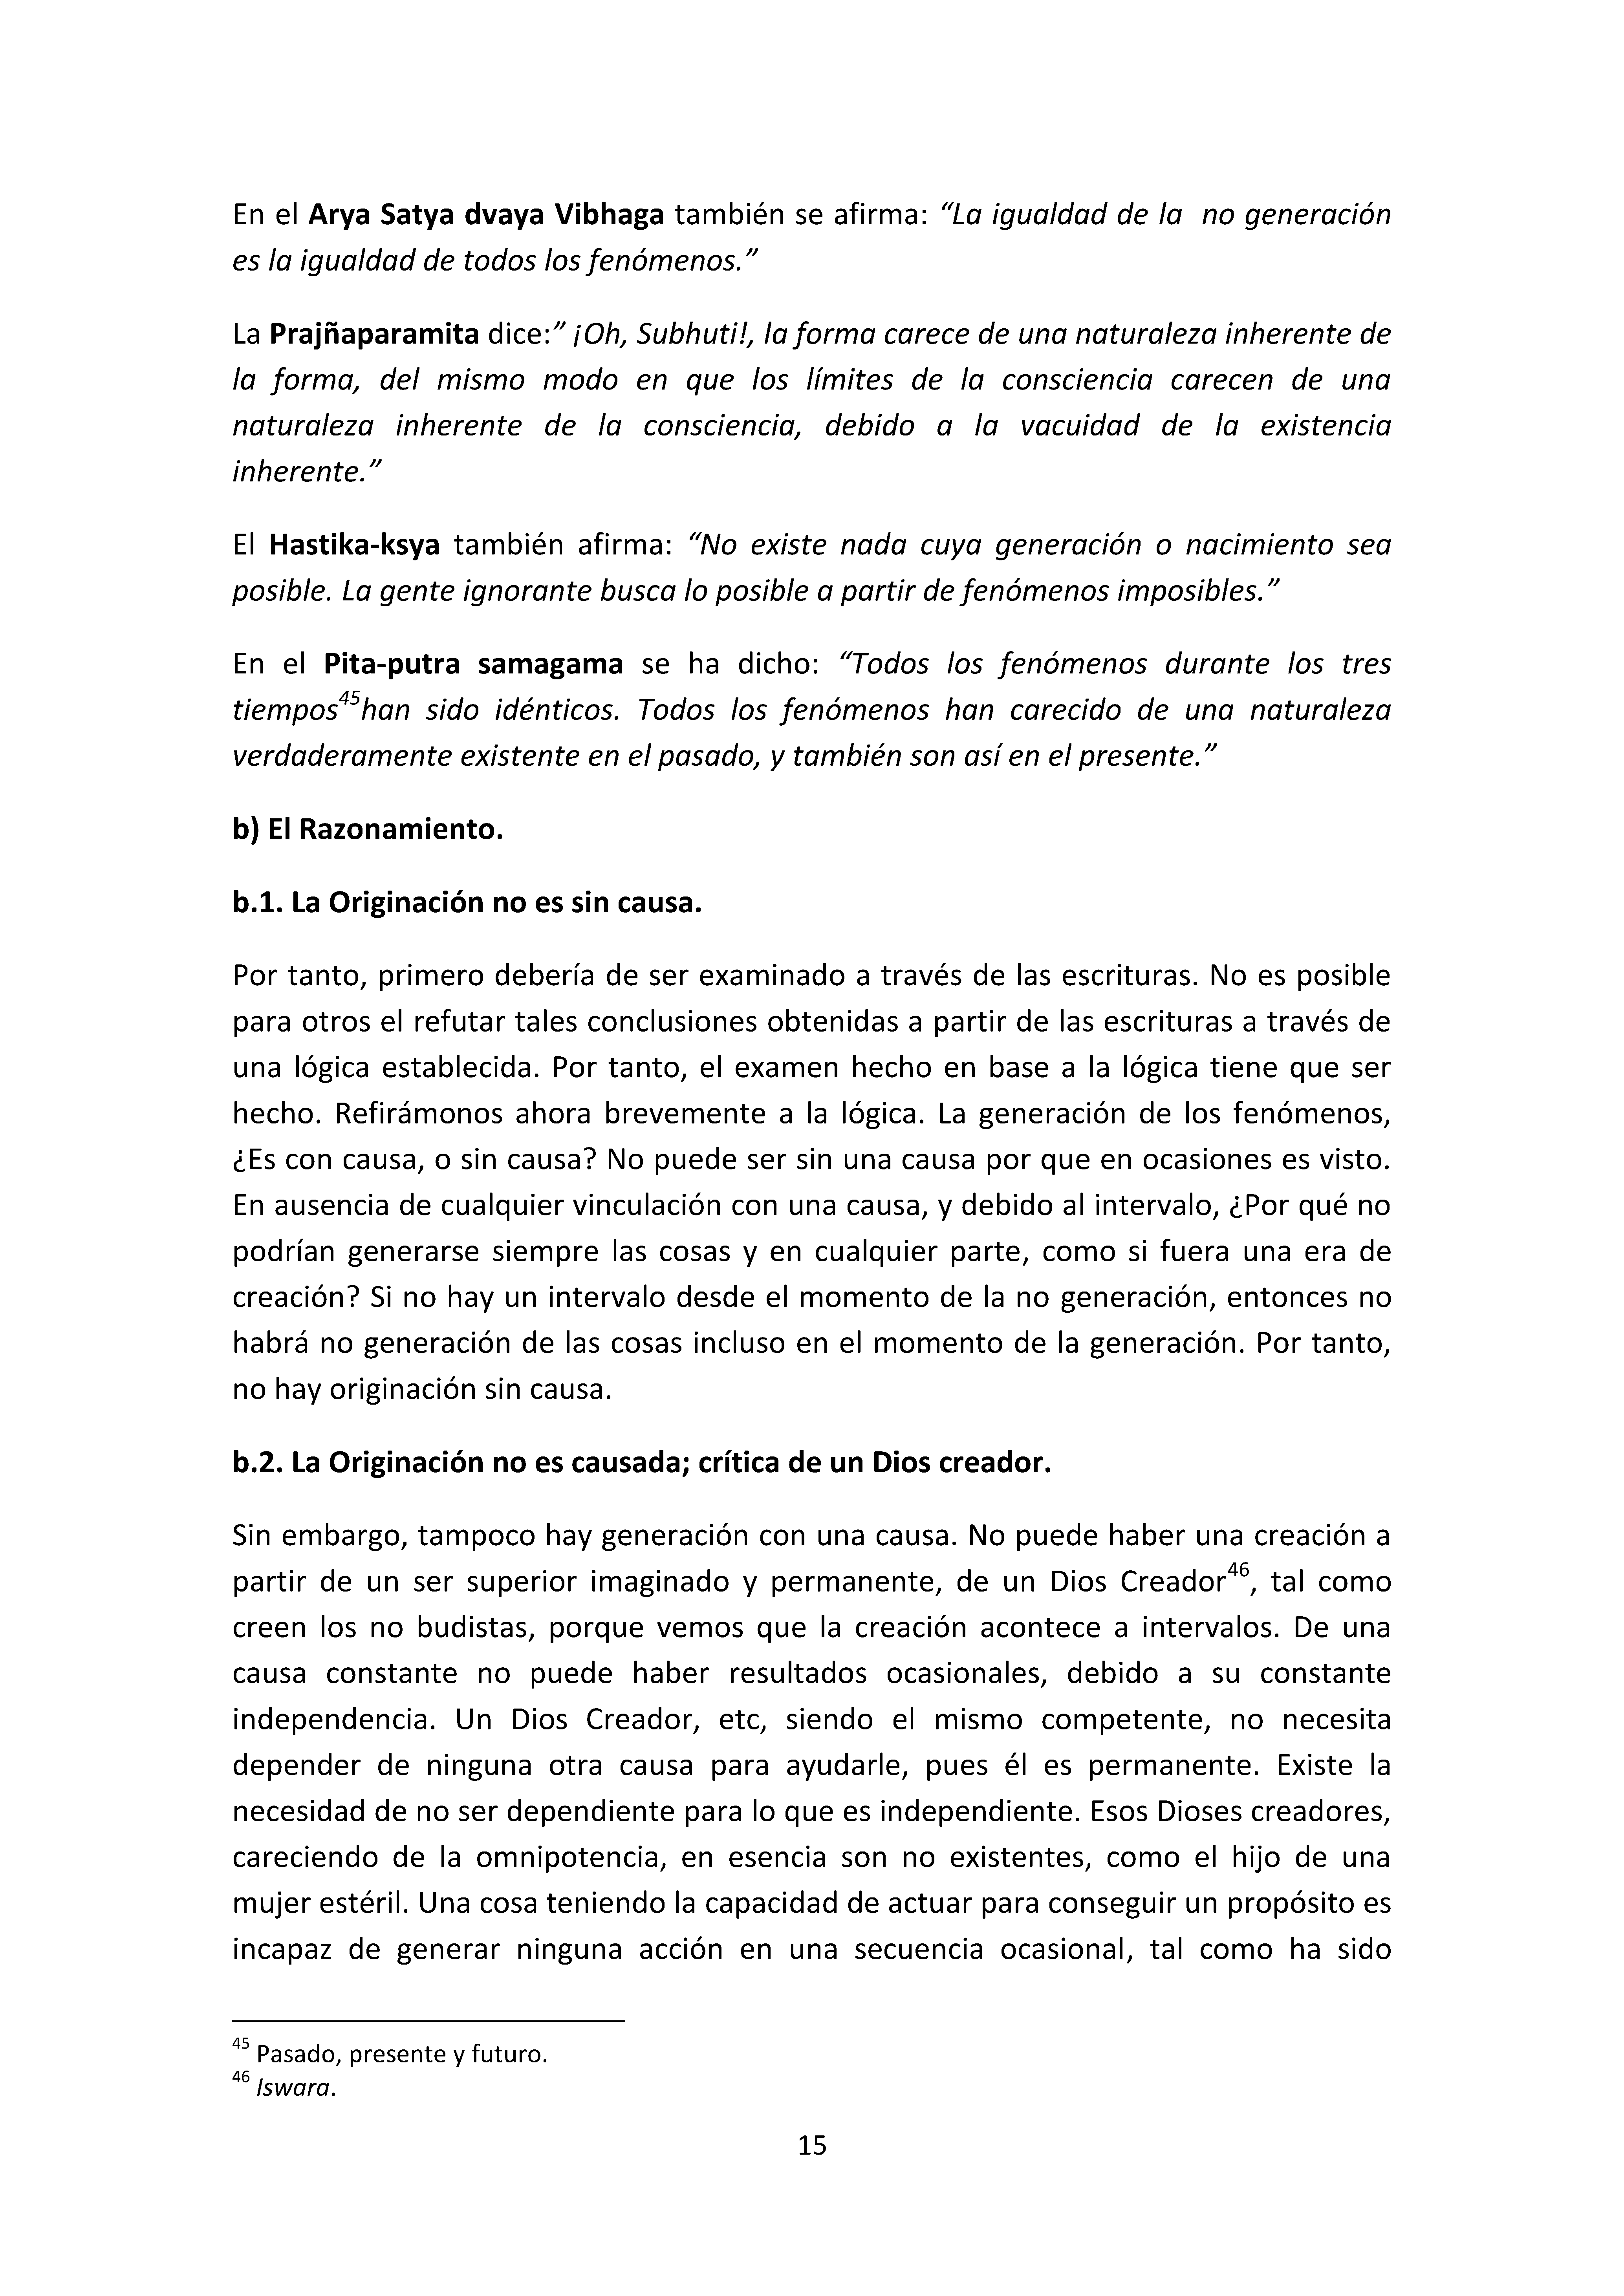 En el Arya Satya dvaya Vibhaga también se afirma: “La igualdad de la  no generación
es la igualdad de todos los fenómenos.”
La Prajñaparamita dice:” ¡Oh, Subhuti!, la forma carece de una naturaleza inherente de
la forma, del mismo modo en que los límites de la consciencia carecen de una
naturaleza inherente de la consciencia, debido a la vacuidad de la existencia
inherente.”
El Hastika-ksya también afirma: “No existe nada cuya generación o nacimiento sea
posible. La gente ignorante busca lo posible a partir de fenómenos imposibles.”
En el Pita-putra samagama se ha dicho: “Todos los fenómenos durante los tres
tiempos45han sido idénticos. Todos los fenómenos han carecido de una naturaleza
verdaderamente existente en el pasado, y también son así en el presente.”
b) El Razonamiento.
b.1. La Originación no es sin causa.
Por tanto, primero debería de ser examinado a través de las escrituras. No es posible
para otros el refutar tales conclusiones obtenidas a partir de las escrituras a través de
una lógica establecida. Por tanto, el examen hecho en base a la lógica tiene que ser
hecho. Refirámonos ahora brevemente a la lógica. La generación de los fenómenos,
¿Es con causa, o sin causa? No puede ser sin una causa por que en ocasiones es visto.
En ausencia de cualquier vinculación con una causa, y debido al intervalo, ¿Por qué no
podrían generarse siempre las cosas y en cualquier parte, como si fuera una era de
creación? Si no hay un intervalo desde el momento de la no generación, entonces no
habrá no generación de las cosas incluso en el momento de la generación. Por tanto,
no hay originación sin causa.
b.2. La Originación no es causada; crítica de un Dios creador.
Sin embargo, tampoco hay generación con una causa. No puede haber una creación a
partir de un ser superior imaginado y permanente, de un Dios Creador46, tal como
creen los no budistas, porque vemos que la creación acontece a intervalos. De una
causa constante no puede haber resultados ocasionales, debido a su constante
independencia. Un Dios Creador, etc, siendo el mismo competente, no necesita
depender de ninguna otra causa para ayudarle, pues él es permanente. Existe la
necesidad de no ser dependiente para lo que es independiente. Esos Dioses creadores,
careciendo de la omnipotencia, en esencia son no existentes, como el hijo de una
mujer estéril. Una cosa teniendo la capacidad de actuar para conseguir un propósito es
incapaz de generar ninguna acción en una secuencia ocasional, tal como ha sido
45 Pasado, presente y futuro.
46 Iswara.
15